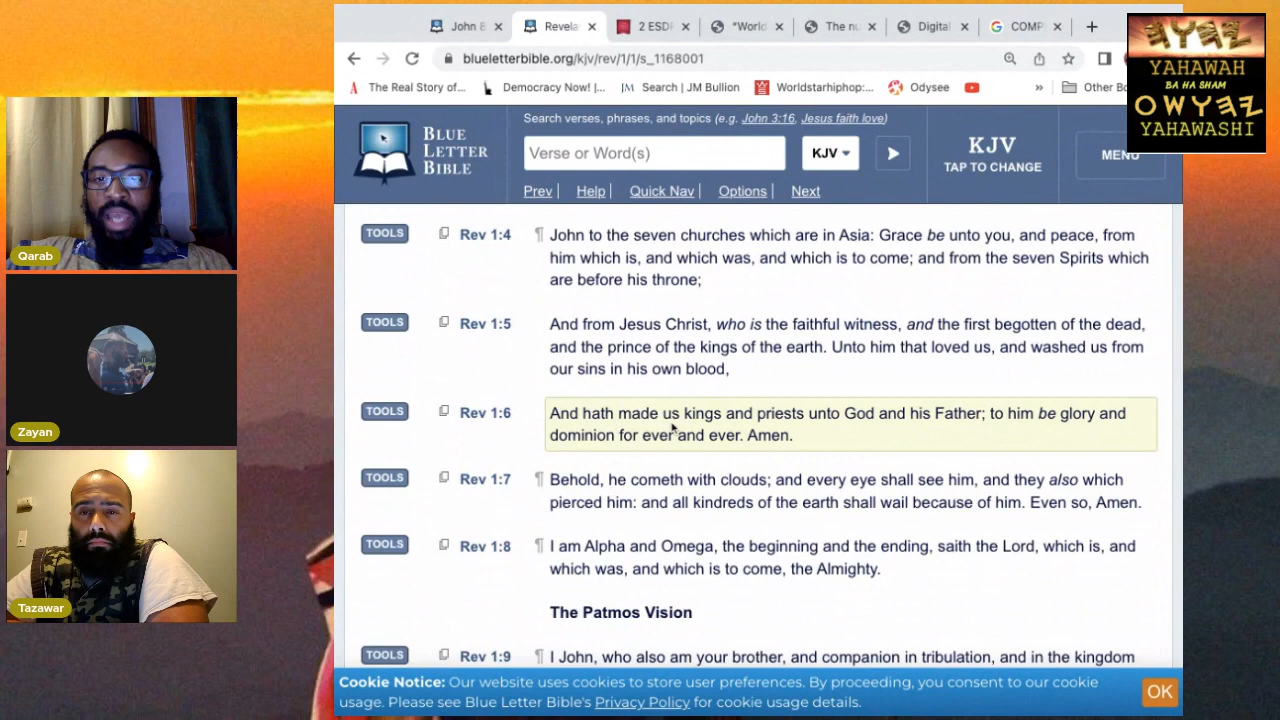 John 8
Revela
2 ESDR
"World
The nu
Digital
COMP
blueletterbible.org/kjv/rev/1/1/s_1168001
The Real Story of...
Democracy Now! |...
JM
Search | JM Bullion
Worldstarhiphop:...
Odysee
»
Other Bo
BLUE
LETTER
BIBLE
Search verses, phrases, and topics (e.g. John 3:16, Jesus faith love)
Verse or Word(s)
KJV
Prev |
Help |
Quick Nav |
Options |
Next
KJV
TAP TO CHANGE
MENU
YAHAWAH
BA HA SHAM
YAHAWASHI
TOOLS
Rev 1:4
¶ John to the seven churches which are in Asia: Grace be unto you, and peace, from
him which is, and which was, and which is to come; and from the seven Spirits which
are before his throne;
TOOLS
Rev 1:5
And from Jesus Christ, who is the faithful witness, and the first begotten of the dead,
and the prince of the kings of the earth. Unto him that loved us, and washed us from
our sins in his own blood,
TOOLS
Rev 1:6
And hath made us kings and priests unto God and his Father; to him be glory and
dominion for ever and ever. Amen.
TOOLS
Rev 1:7
¶ Behold, he cometh with clouds; and every eye shall see him, and they also which
pierced him: and all kindreds of the earth shall wail because of him. Even so, Amen.
TOOLS
Rev 1:8
¶ I am Alpha and Omega, the beginning and the ending, saith the Lord, which is, and
which was, and which is to come, the Almighty.
The Patmos Vision
TOOLS
Rev 1:9
¶ I John, who also am your brother, and companion in tribulation, and in the kingdom
Cookie Notice: Our website uses cookies to store user preferences. By proceeding, you consent to our cookie
usage. Please see Blue Letter Bible's Privacy Policy for cookie usage details.
OK
Qarab
Zayan
Tazawar